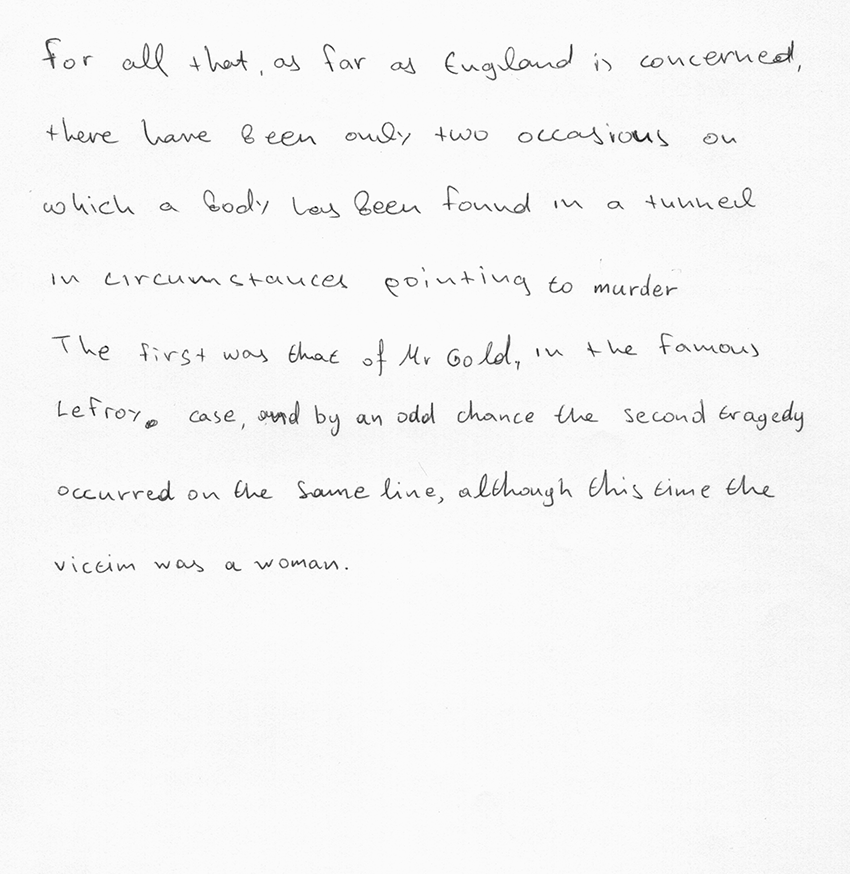 For all that, as far as England is concerned,
there have been only two occasions on
which a body has been found in a tunnel
in circumstances pointing to murder
The first was that of Mr Gold, in the famous
Lefroy. case, and by an odd chance the second tragedy
occurred on the same line, although this time the
victim was a woman.